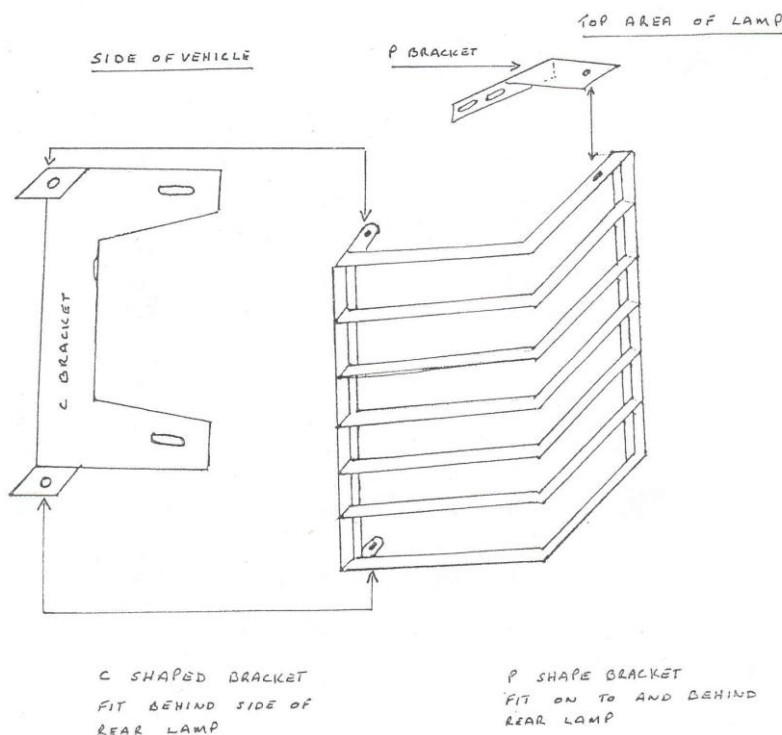 TOP AREA OF LAMP
SIDE OF VEHICLE
P BRACKET
C BRACKET
C SHAPED BRACKET
FIT BEHIND SIDE OF
REAR LAMP
P SHAPE BRACKET
FIT ON TO AND BEHIND
REAR LAMP